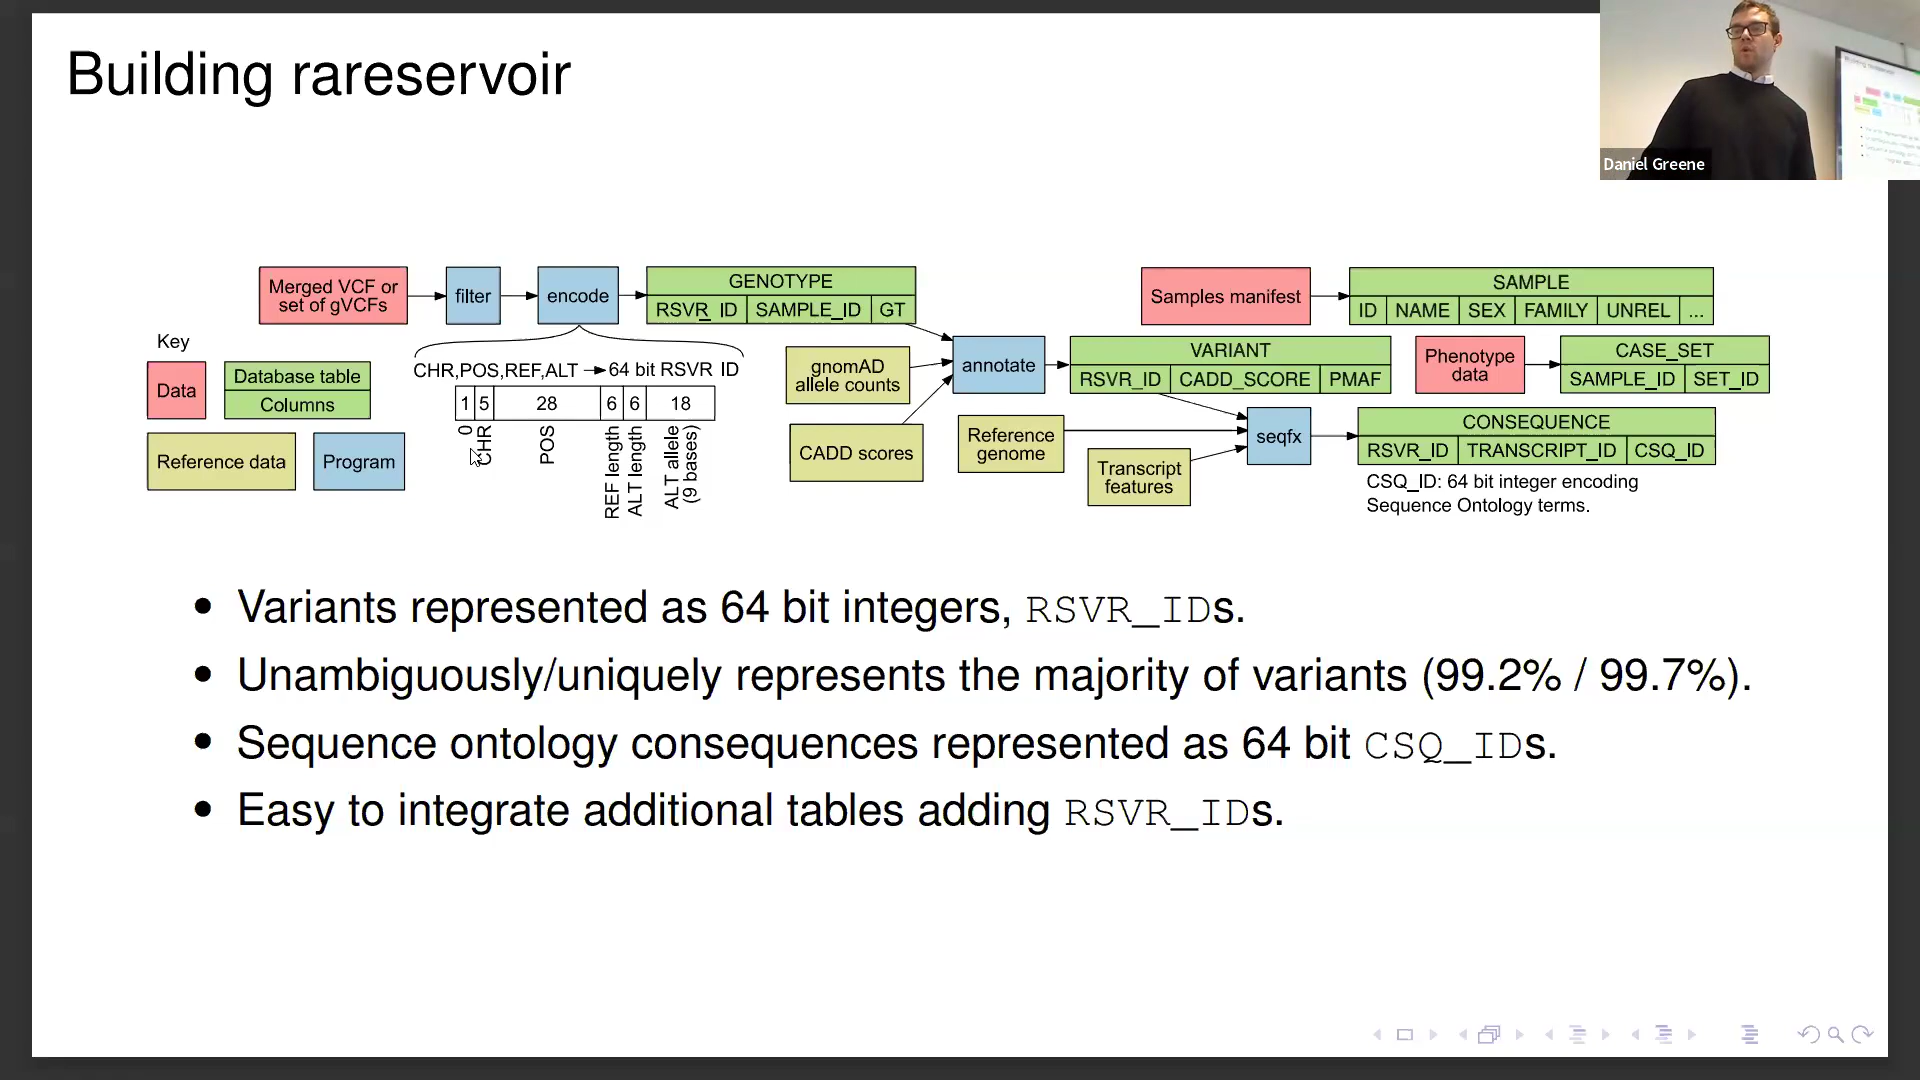 Building rareservoir
Daniel Greene
Merged VCF or
set of gVCFs
filter
encode
GENOTYPE
RSVR_ID SAMPLE_ID GT
Samples manifest
SAMPLE
ID NAME SEX FAMILY UNREL ...
Key
Data
Database table
Columns
Reference data
Program
CHR,POS,REF,ALT → 64 bit RSVR ID
1 5 28 6 6 18
0
CHR
POS
REF length
ALT length
ALT allele
(9 bases)
gnomAD
allele counts
CADD scores
annotate
VARIANT
RSVR_ID CADD_SCORE PMAF
Phenotype
data
CASE_SET
SAMPLE_ID SET_ID
Reference
genome
Transcript
features
seqfx
CONSEQUENCE
RSVR_ID TRANSCRIPT_ID CSQ_ID
CSQ_ID: 64 bit integer encoding
Sequence Ontology terms.
• Variants represented as 64 bit integers, RSVR_IDs.
• Unambiguously/uniquely represents the majority of variants (99.2% / 99.7%).
• Sequence ontology consequences represented as 64 bit CSQ_IDs.
• Easy to integrate additional tables adding RSVR_IDs.